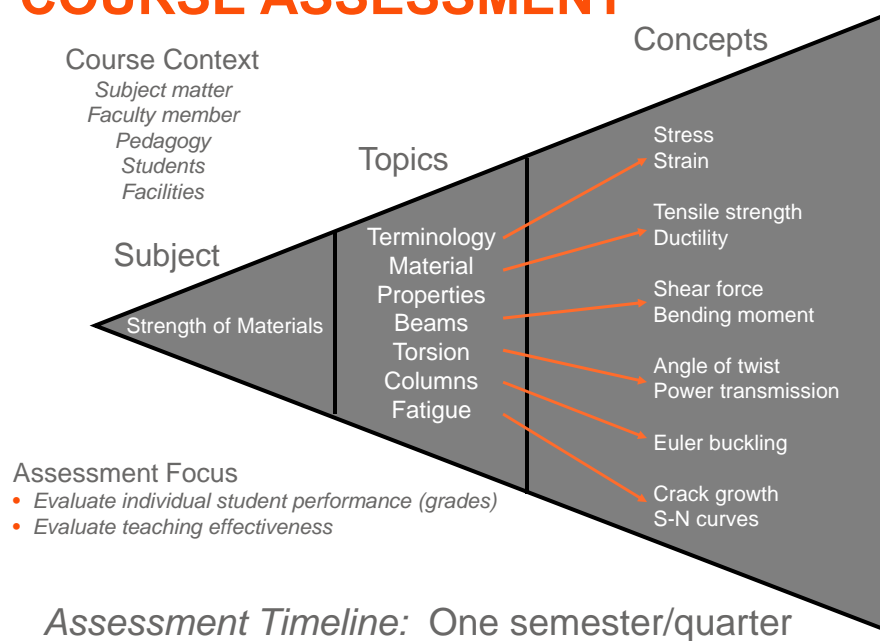 COURSE ASSESSMENT
Concepts
Course Context
Subject matter
Faculty member
Pedagogy
Students
Facilities
Topics
Subject
Strength of Materials
Terminology
Material
Properties
Beams
Torsion
Columns
Fatigue
Stress
Strain
Tensile strength
Ductility
Shear force
Bending moment
Angle of twist
Power transmission
Euler buckling
Crack growth
S-N curves
Assessment Focus
• Evaluate individual student performance (grades)
• Evaluate teaching effectiveness
Assessment Timeline: One semester/quarter